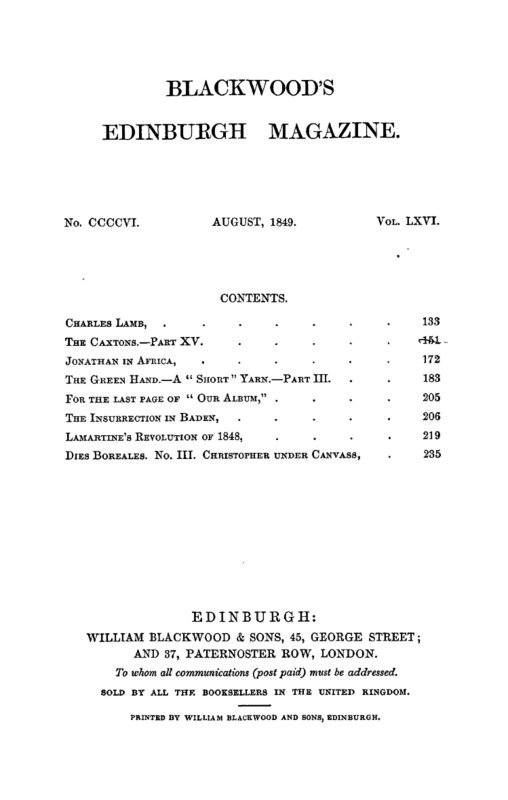 BLACKWOOD'S
EDINBURGH MAGAZINE.
No. CCCCVI. AUGUST, 1849. Vol. LXVI.
CONTENTS.
Charles Lamb, . . . . . . . 133
The Caxtons.—Part XV. . . . . . 151
Jonathan in Africa, . . . . . . 172
The Green Hand.—A “Short” Yarn.—Part III. . . 183
For the last page of “Our Album,” . . . . 205
The Insurrection in Baden, . . . . . 206
Lamartine's Revolution of 1848, . . . . 219
Dies Boreales. No. III. Christopher under Canvass, . 235
EDINBURGH:
WILLIAM BLACKWOOD & SONS, 45, GEORGE STREET;
AND 37, PATERNOSTER ROW, LONDON.
To whom all communications (post paid) must be addressed.
SOLD BY ALL THE BOOKSELLERS IN THE UNITED KINGDOM.
PRINTED BY WILLIAM BLACKWOOD AND SONS, EDINBURGH.